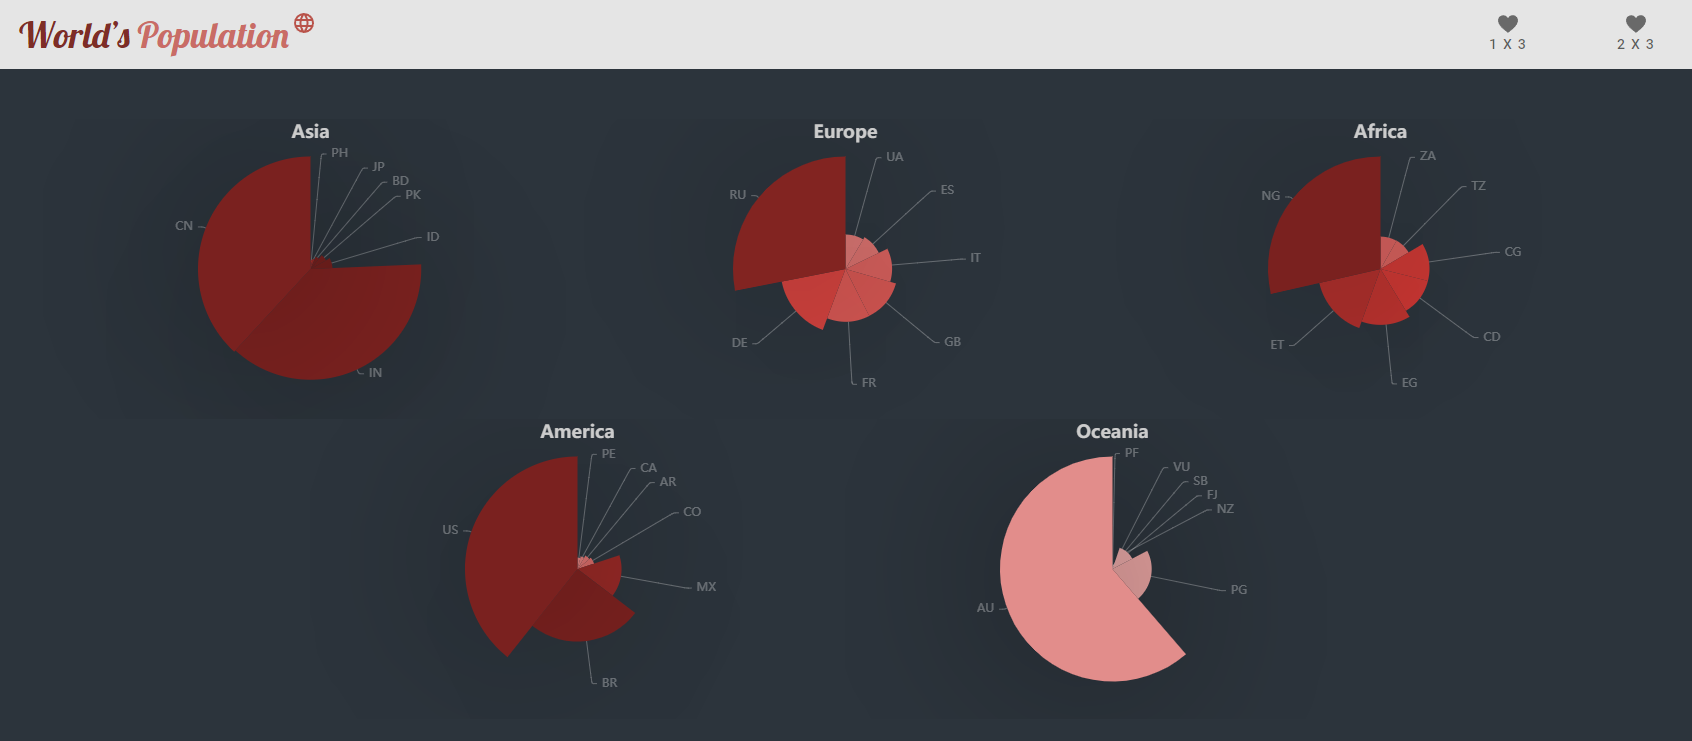 World's Population
1 X 3
2 X 3
Asia
PH
JP
BD
PK
ID
CN
IN
Europe
UA
ES
RU
IT
DE
GB
FR
Africa
ZA
TZ
NG
CG
CD
ET
EG
America
PE
CA
AR
CO
US
MX
BR
Oceania
PF
VU
SB
FJ
NZ
PG
AU